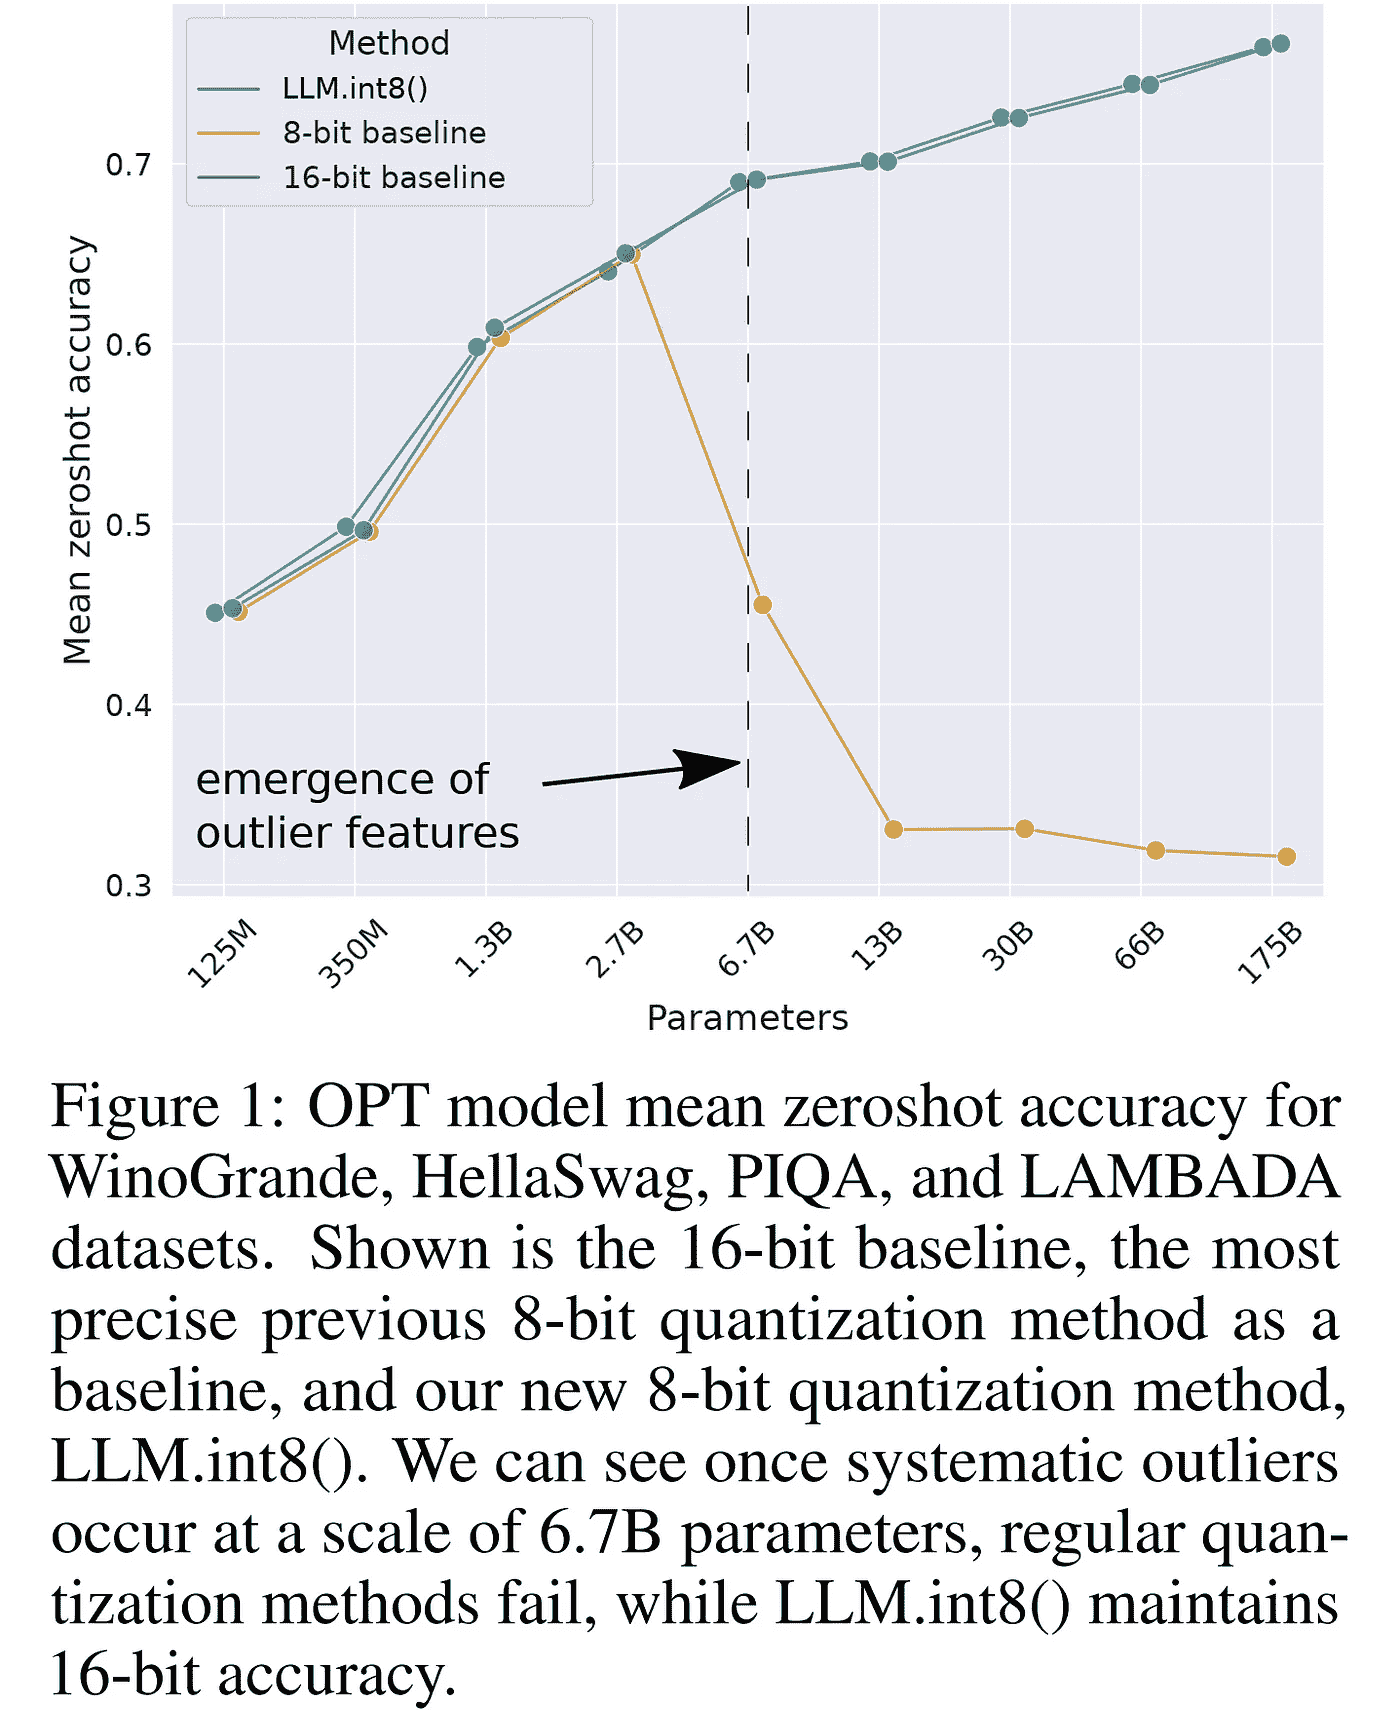 Method
LLM.int8()
8-bit baseline
16-bit baseline
Mean zeroshot accuracy
0.7
0.6
0.5
0.4
0.3
emergence of
outlier features
125M
350M
1.3B
2.7B
6.7B
13B
30B
66B
175B
Parameters
Figure 1: OPT model mean zeroshot accuracy for
WinoGrande, HellaSwag, PIQA, and LAMBADA
datasets. Shown is the 16-bit baseline, the most
precise previous 8-bit quantization method as a
baseline, and our new 8-bit quantization method,
LLM.int8(). We can see once systematic outliers
occur at a scale of 6.7B parameters, regular quan-
tization methods fail, while LLM.int8() maintains
16-bit accuracy.